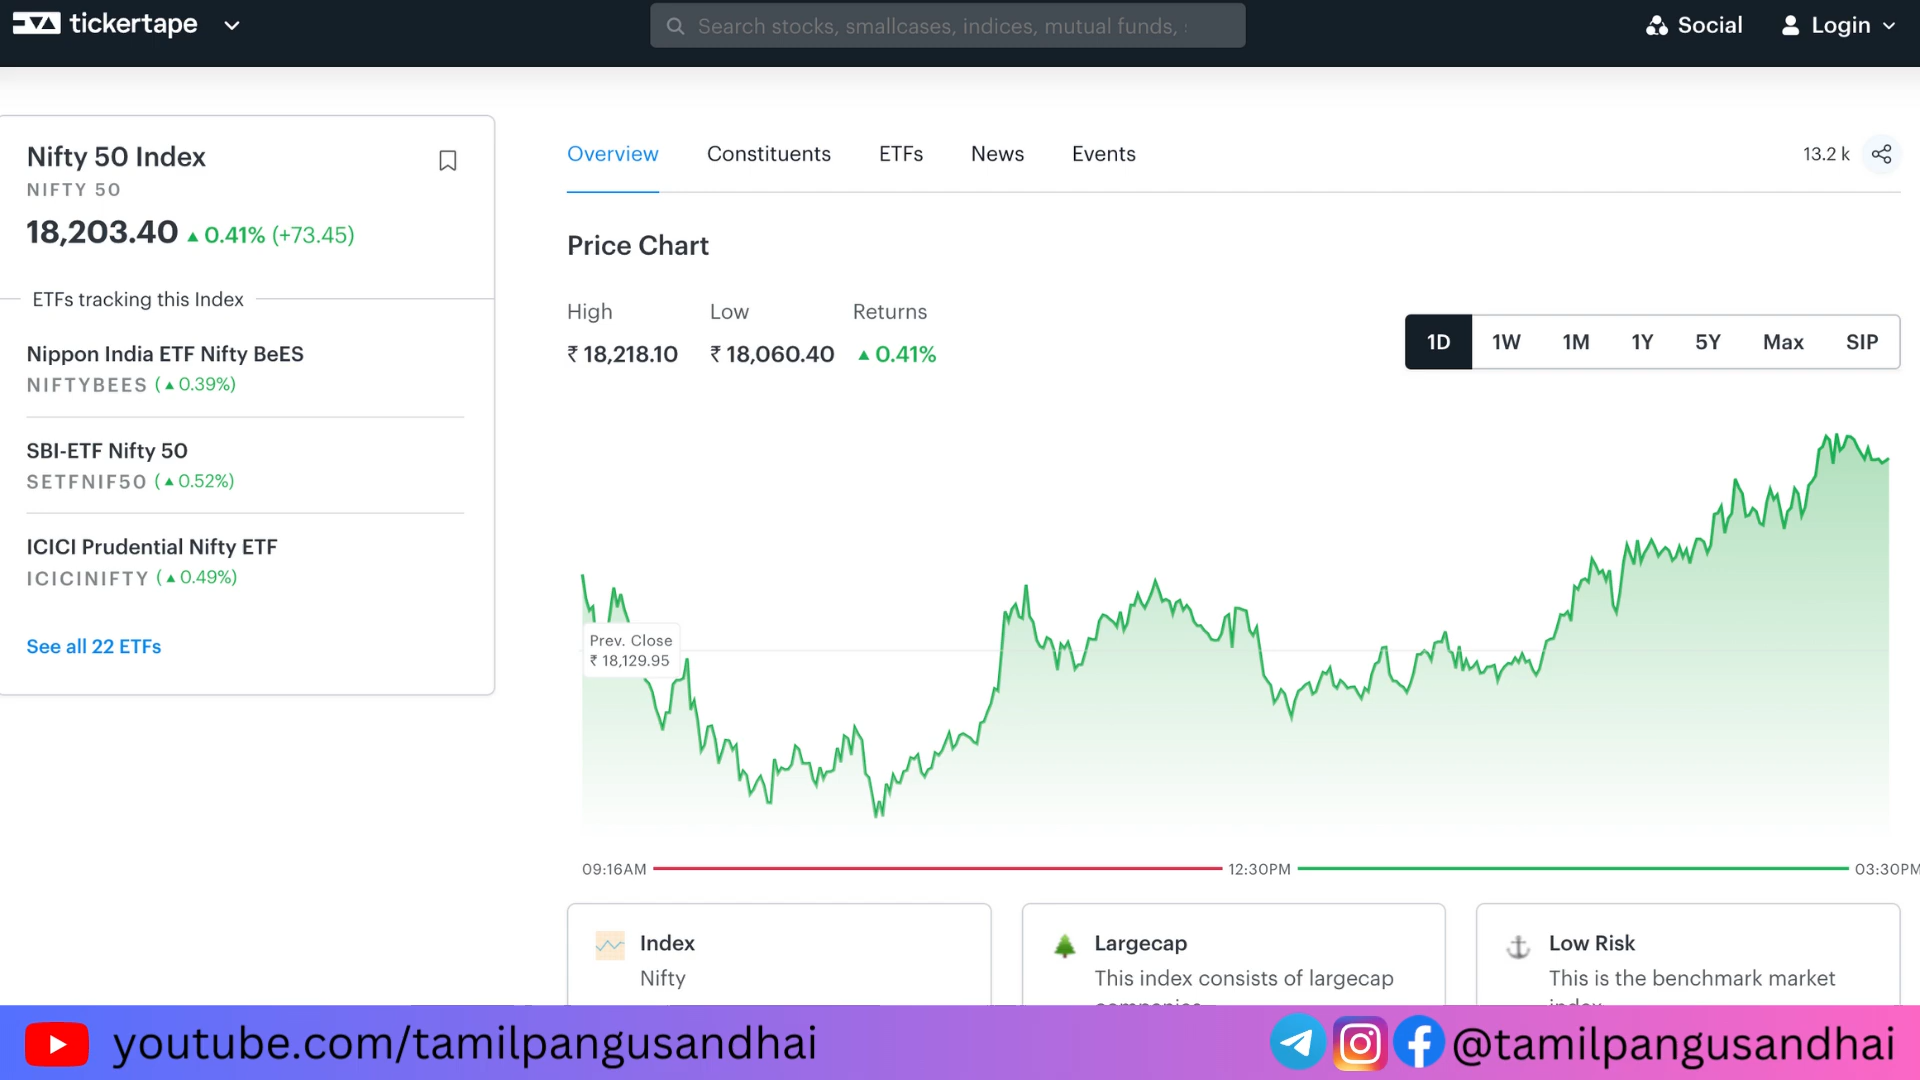 tickertape
Search stocks, smallcases, indices, mutual funds,
Social
Login
Nifty 50 Index
NIFTY 50
18,203.40 ▲ 0.41% (+73.45)
ETFs tracking this Index
Nippon India ETF Nifty BeES
NIFTYBEES (▲ 0.39%)
SBI-ETF Nifty 50
SETFNIF50 (▲ 0.52%)
ICICI Prudential Nifty ETF
ICICINIFTY (▲ 0.49%)
See all 22 ETFs
Overview Constituents ETFs News Events
13.2 k
Price Chart
High Low Returns
₹ 18,218.10 ₹ 18,060.40 ▲ 0.41%
1D 1W 1M 1Y 5Y Max SIP
Prev. Close
₹ 18,129.95
09:16AM 12:30PM 03:30PM
Index
Nifty
Largecap
This index consists of largecap
Low Risk
This is the benchmark market
youtube.com/tamilpangusandhai
@tamilpangusandhai